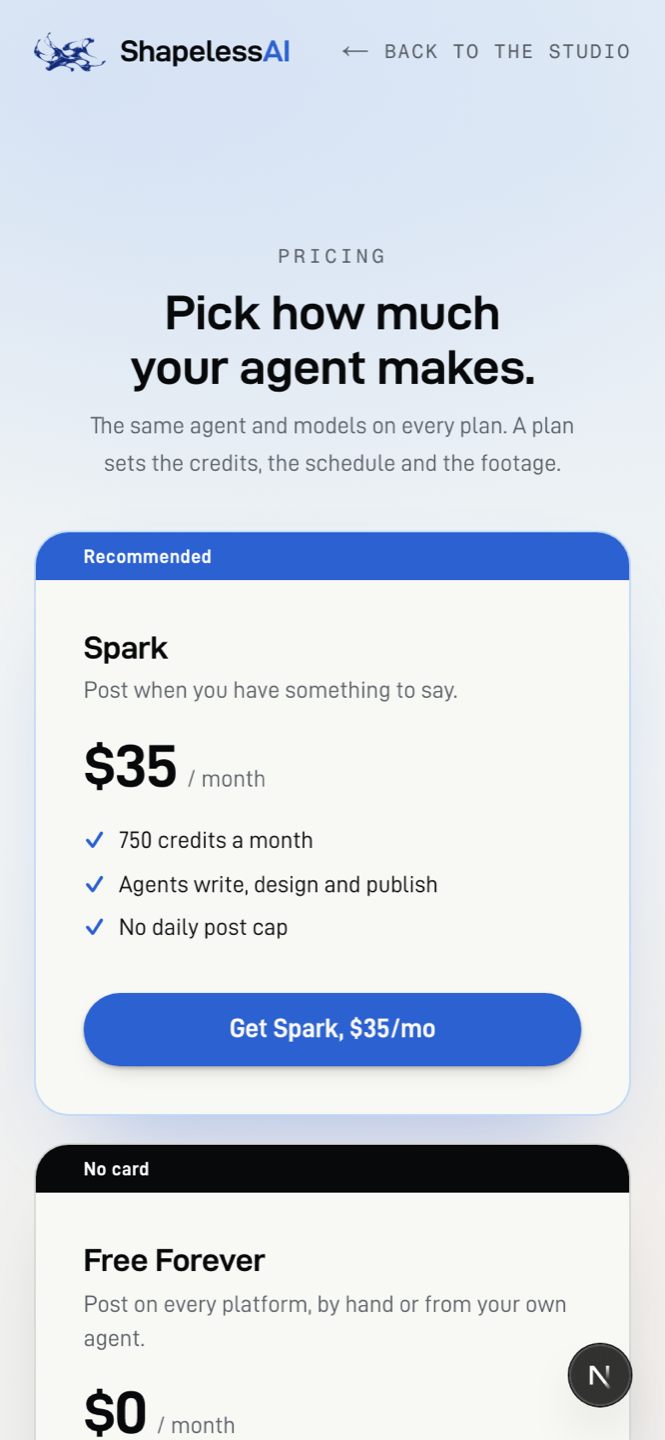 ShapelessAI
← BACK TO THE STUDIO
PRICING
Pick how much
your agent makes.
The same agent and models on every plan. A plan
sets the credits, the schedule and the footage.
Recommended
Spark
Post when you have something to say.
$35 / month
750 credits a month
Agents write, design and publish
No daily post cap
Get Spark, $35/mo
No card
Free Forever
Post on every platform, by hand or from your own
agent.
$0 / month
N